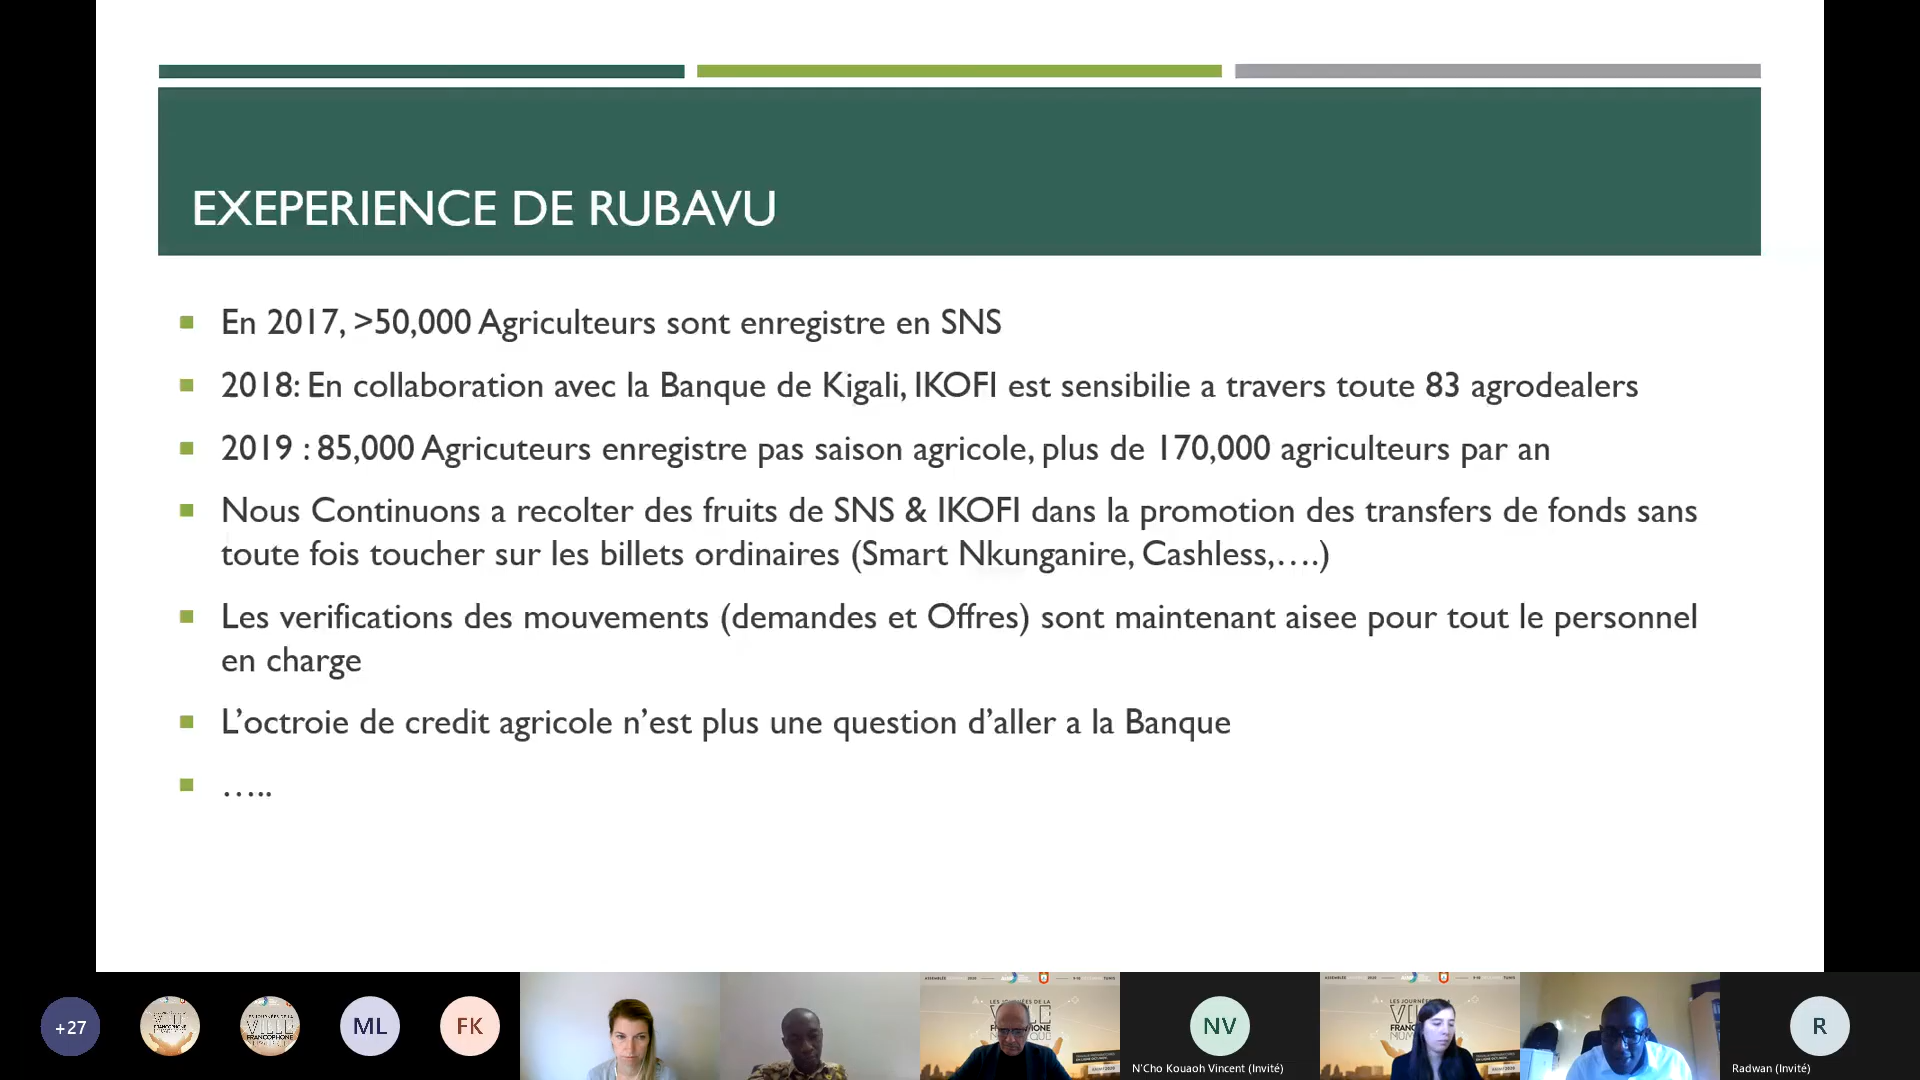 EXEPERIENCE DE RUBAVU
En 2017, >50,000 Agriculteurs sont enregistre en SNS
2018: En collaboration avec la Banque de Kigali, IKOFI est sensibilie a travers toute 83 agrodealers
2019 : 85,000 Agricuteurs enregistre pas saison agricole, plus de 170,000 agriculteurs par an
Nous Continuons a recolter des fruits de SNS & IKOFI dans la promotion des transfers de fonds sans
toute fois toucher sur les billets ordinaires (Smart Nkunganire, Cashless,….)
Les verifications des mouvements (demandes et Offres) sont maintenant aisee pour tout le personnel
en charge
L’octroie de credit agricole n’est plus une question d’aller a la Banque
…..
+27
ML
FK
NV
N'Cho Kouaoh Vincent (Invité)
R
Radwan (Invité)